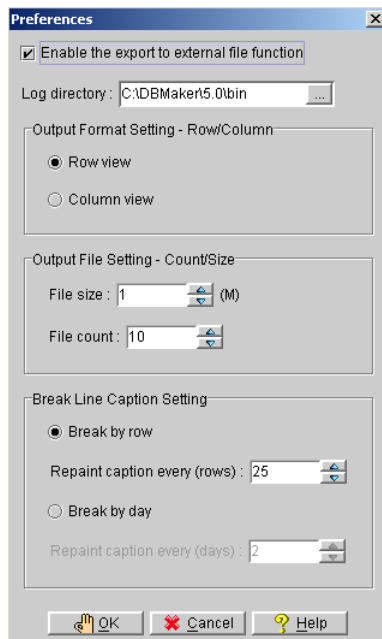 Preferences
Enable the export to external file function
Log directory : C:\DBMaker\5.0\bin ...
Output Format Setting - Row/Column
Row view
Column view
Output File Setting - Count/Size
File size : 1 (M)
File count : 10
Break Line Caption Setting
Break by row
Repaint caption every (rows) : 25
Break by day
Repaint caption every (days) : 2
OK Cancel Help